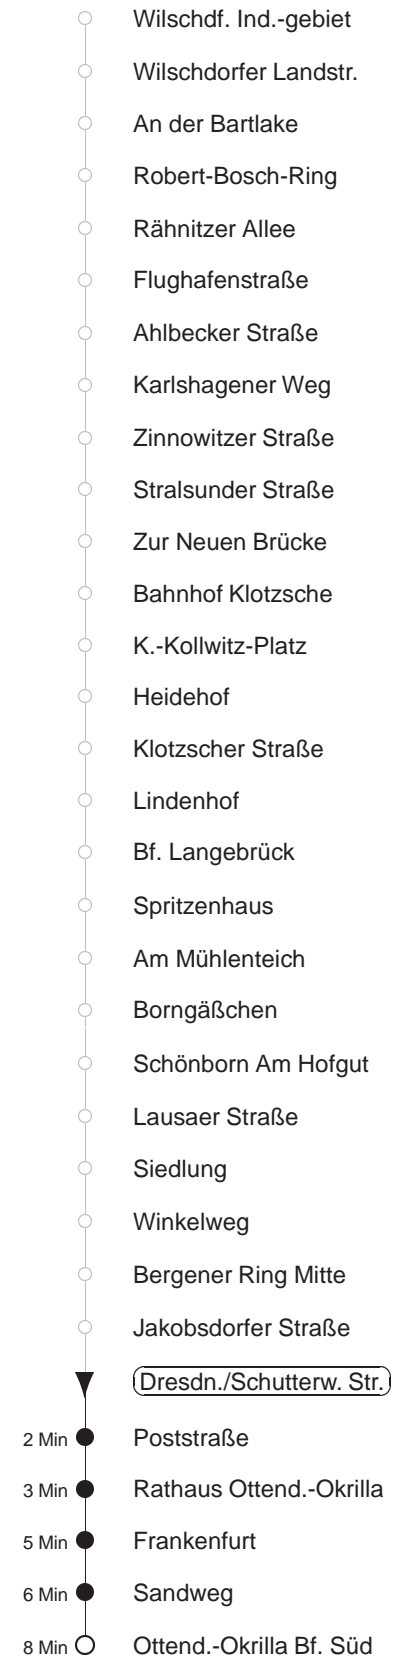 Wilschdf. Ind.-gebiet
Wilschdorfer Landstr.
An der Bartlake
Robert-Bosch-Ring
Rähnitzer Allee
Flughafenstraße
Ahlbecker Straße
Karlshagener Weg
Zinnowitzer Straße
Stralsunder Straße
Zur Neuen Brücke
Bahnhof Klotzsche
K.-Kollwitz-Platz
Heidehof
Klotzscher Straße
Lindenhof
Bf. Langebrück
Spritzenhaus
Am Mühlenteich
Borngäßchen
Schönborn Am Hofgut
Lausaer Straße
Siedlung
Winkelweg
Bergener Ring Mitte
Jakobsdorfer Straße
Dresdn./Schutterw. Str.
2 Min Poststraße
3 Min Rathaus Ottend.-Okrilla
5 Min Frankenfurt
6 Min Sandweg
8 Min Ottend.-Okrilla Bf. Süd